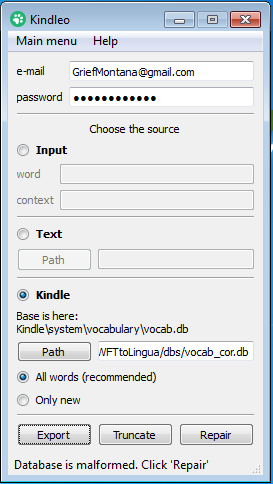 Kindleo
Main menu Help
e-mail GriefMontana@gmail.com
password ●●●●●●●●●●●●
Choose the source
Input
word
context
Text
Path
Kindle
Base is here:
Kindle\system\vocabulary\vocab.db
Path WFTtoLingua/dbs/vocab_cor.db
All words (recommended)
Only new
Export Truncate Repair
Database is malformed. Click 'Repair'